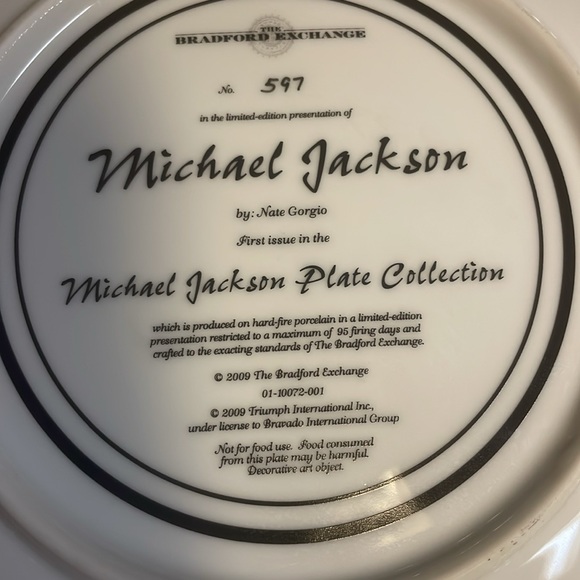 THE
BRADFORD EXCHANGE
No. 597
in the limited-edition presentation of
Michael Jackson
by: Nate Gorgio
First issue in the
Michael Jackson Plate Collection
which is produced on hard-fire porcelain in a limited-edition
presentation restricted to a maximum of 95 firing days and
crafted to the exacting standards of The Bradford Exchange.
© 2009 The Bradford Exchange
01-10072-001
© 2009 Triumph International Inc.,
under license to Bravado International Group
Not for food use. Food consumed
from this plate may be harmful.
Decorative art object.